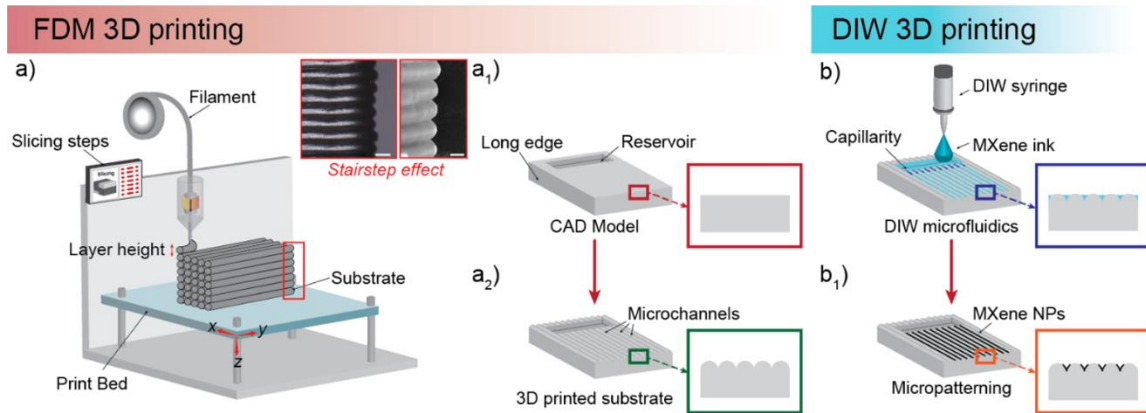 FDM 3D printing
DIW 3D printing
a)
Filament
Slicing steps
Slicing
Stairstep effect
Layer height
Substrate
x
y
z
Print Bed
a₁)
Long edge
Reservoir
CAD Model
a₂)
Microchannels
3D printed substrate
b)
DIW syringe
Capillarity
MXene ink
DIW microfluidics
b₁)
MXene NPs
Micropatterning